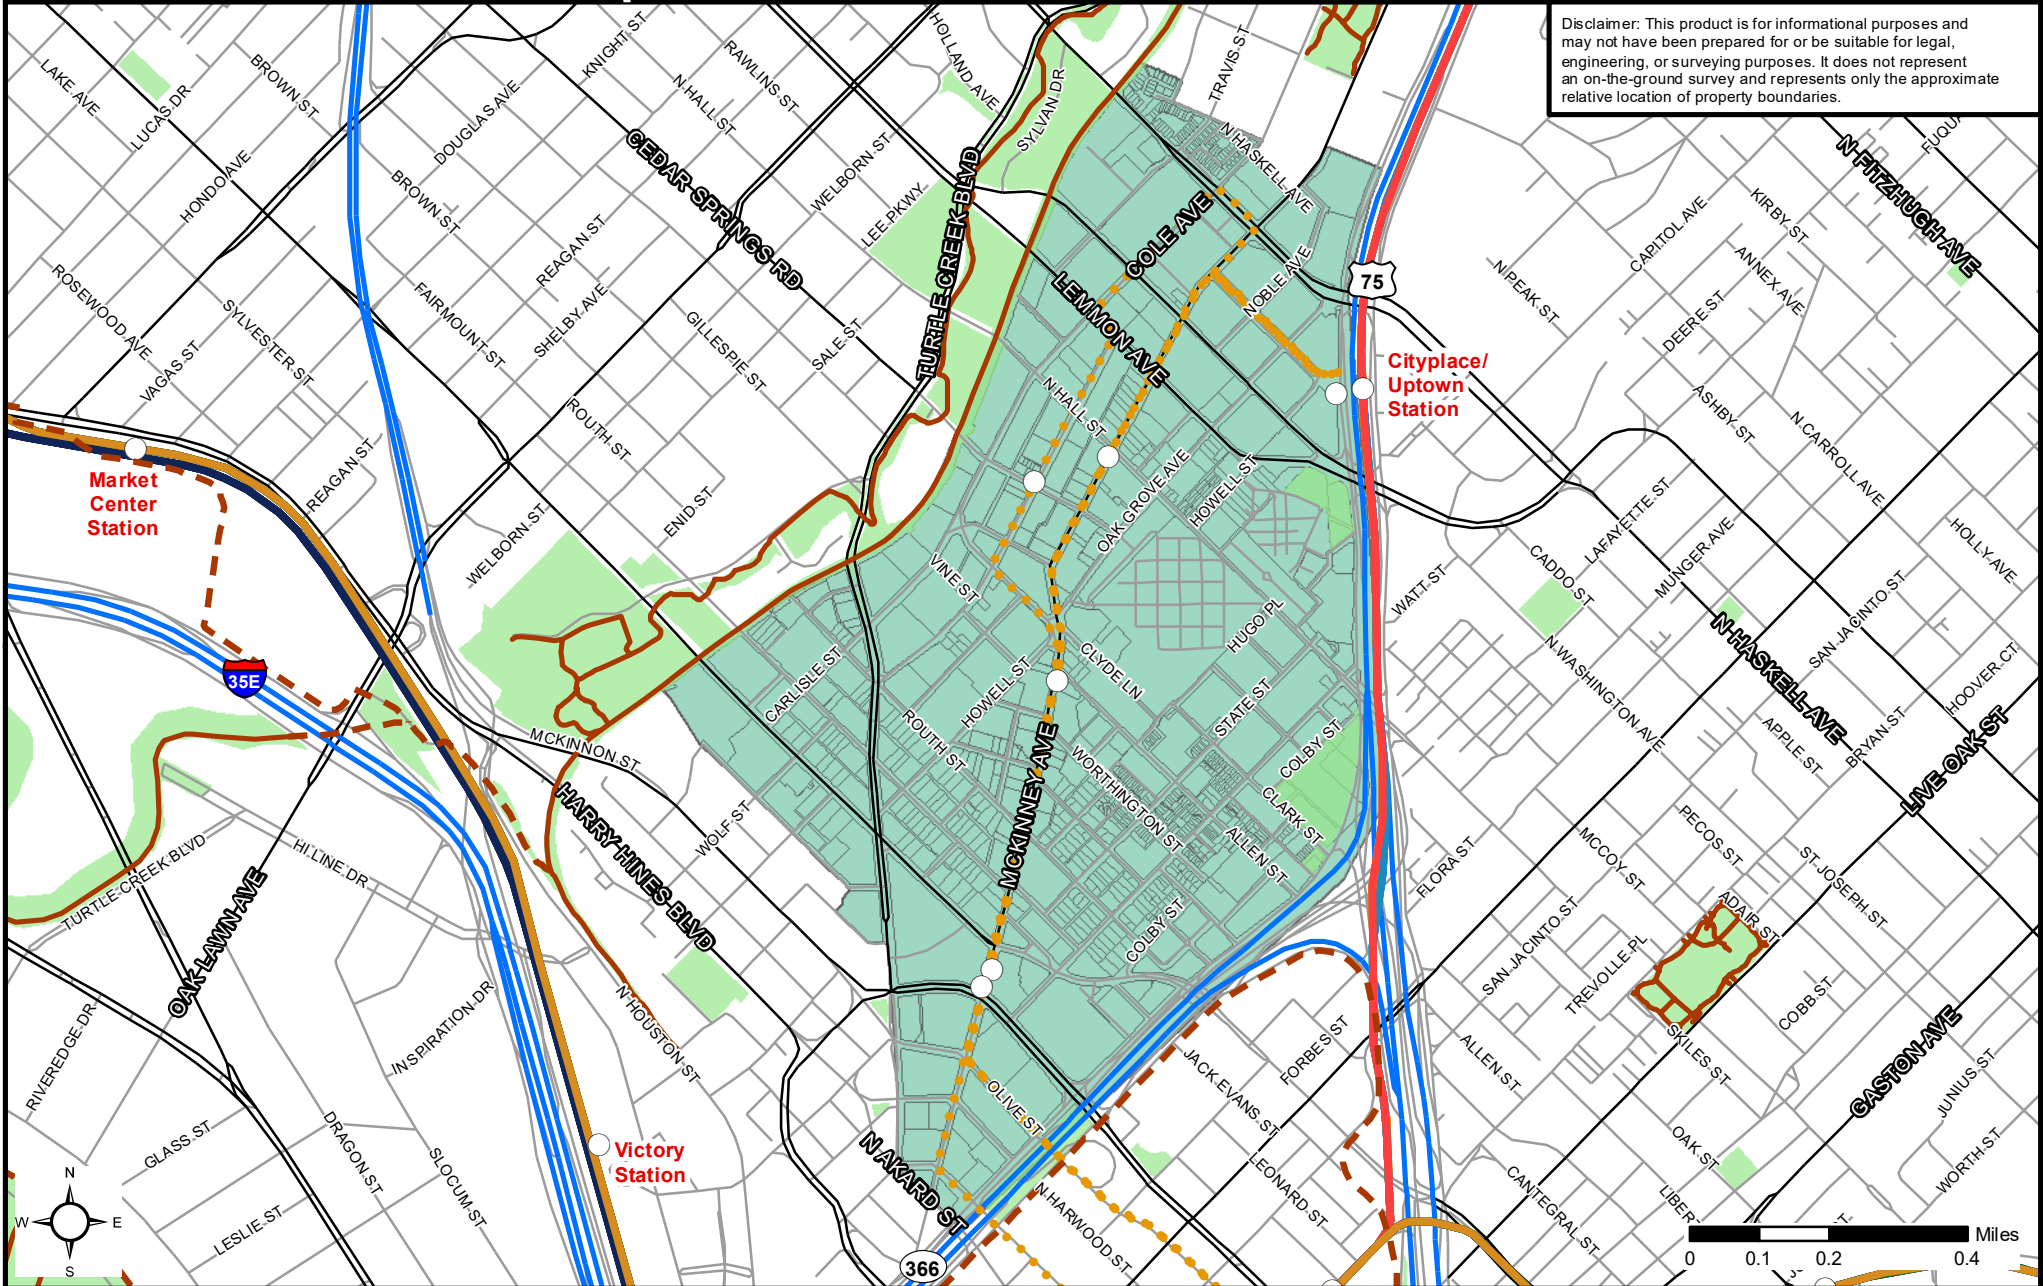 Disclaimer: This product is for informational purposes and
may not have been prepared for or be suitable for legal,
engineering, or surveying purposes. It does not represent
an on-the-ground survey and represents only the approximate
relative location of property boundaries.
LAKE AVE
LUCAS DR
BROWN ST
KNIGHT ST
HOLLAND AVE
RAWLINS ST
N HALL ST
DOUGLAS AVE
SYLVAN DR
TRAVIS ST
N HASKELL AVE
N FITZHUGH AVE
HONDO AVE
BROWN ST
CEDAR SPRINGS RD
WELBORN ST
LEE PKWY
TURTLE CREEK BLVD
COLE AVE
LEMMON AVE
NOBLE AVE
75
CAPITOL AVE
KIRBY ST
ANNEX AVE
N PEAK ST
DEERE ST
REAGAN ST
SHELBY AVE
ROSEWOOD AVE
SYLVESTER ST
VAGAS ST
FAIRMOUNT ST
GILLESPIE ST
SALE ST
Cityplace/
Uptown
Station
N HALL ST
ASHBY ST
N CARROLL AVE
ROUTH ST
REAGAN ST
Market
Center
Station
ENID ST
WELBORN ST
OAK GROVE AVE
HOWELL ST
LAFAYETTE ST
MUNGER AVE
HOLLY AVE
CADDO ST
WATT ST
VINE ST
HUGO PL
CLYDE LN
SAN JACINTO ST
HOOVER CT
N HASKELL AVE
N WASHINGTON AVE
35E
CARLISLE ST
HOWELL ST
STATE ST
COLBY ST
ROUTH ST
MCKINNEY AVE
WORTHINGTON ST
MCKINNON ST
APPLE ST
BRYAN ST
LIVE OAK ST
HARRY HINES BLVD
WOLF ST
CLARK ST
ALLEN ST
PECOS ST
MCCOY ST
ST JOSEPH ST
FLORA ST
TURTLE CREEK BLVD
HI LINE DR
OAK LAWN AVE
COLBY ST
ADAIR ST
SAN JACINTO ST
TREVOLLE PL
COBB ST
SKILES ST
GASTON AVE
INSPIRATION DR
N HOUSTON ST
RIVEREDGE DR
JACK EVANS ST
FORBES ST
ALLEN ST
JUNIUS ST
OLIVE ST
GLASS ST
DRAGON ST
SLOCUM ST
Victory
Station
N AKARD ST
LEONARD ST
N HARWOOD ST
CANTEGRAL ST
OAK ST
WORTH ST
LESLIE ST
366
N
W
E
S
Miles
0
0.1
0.2
0.4